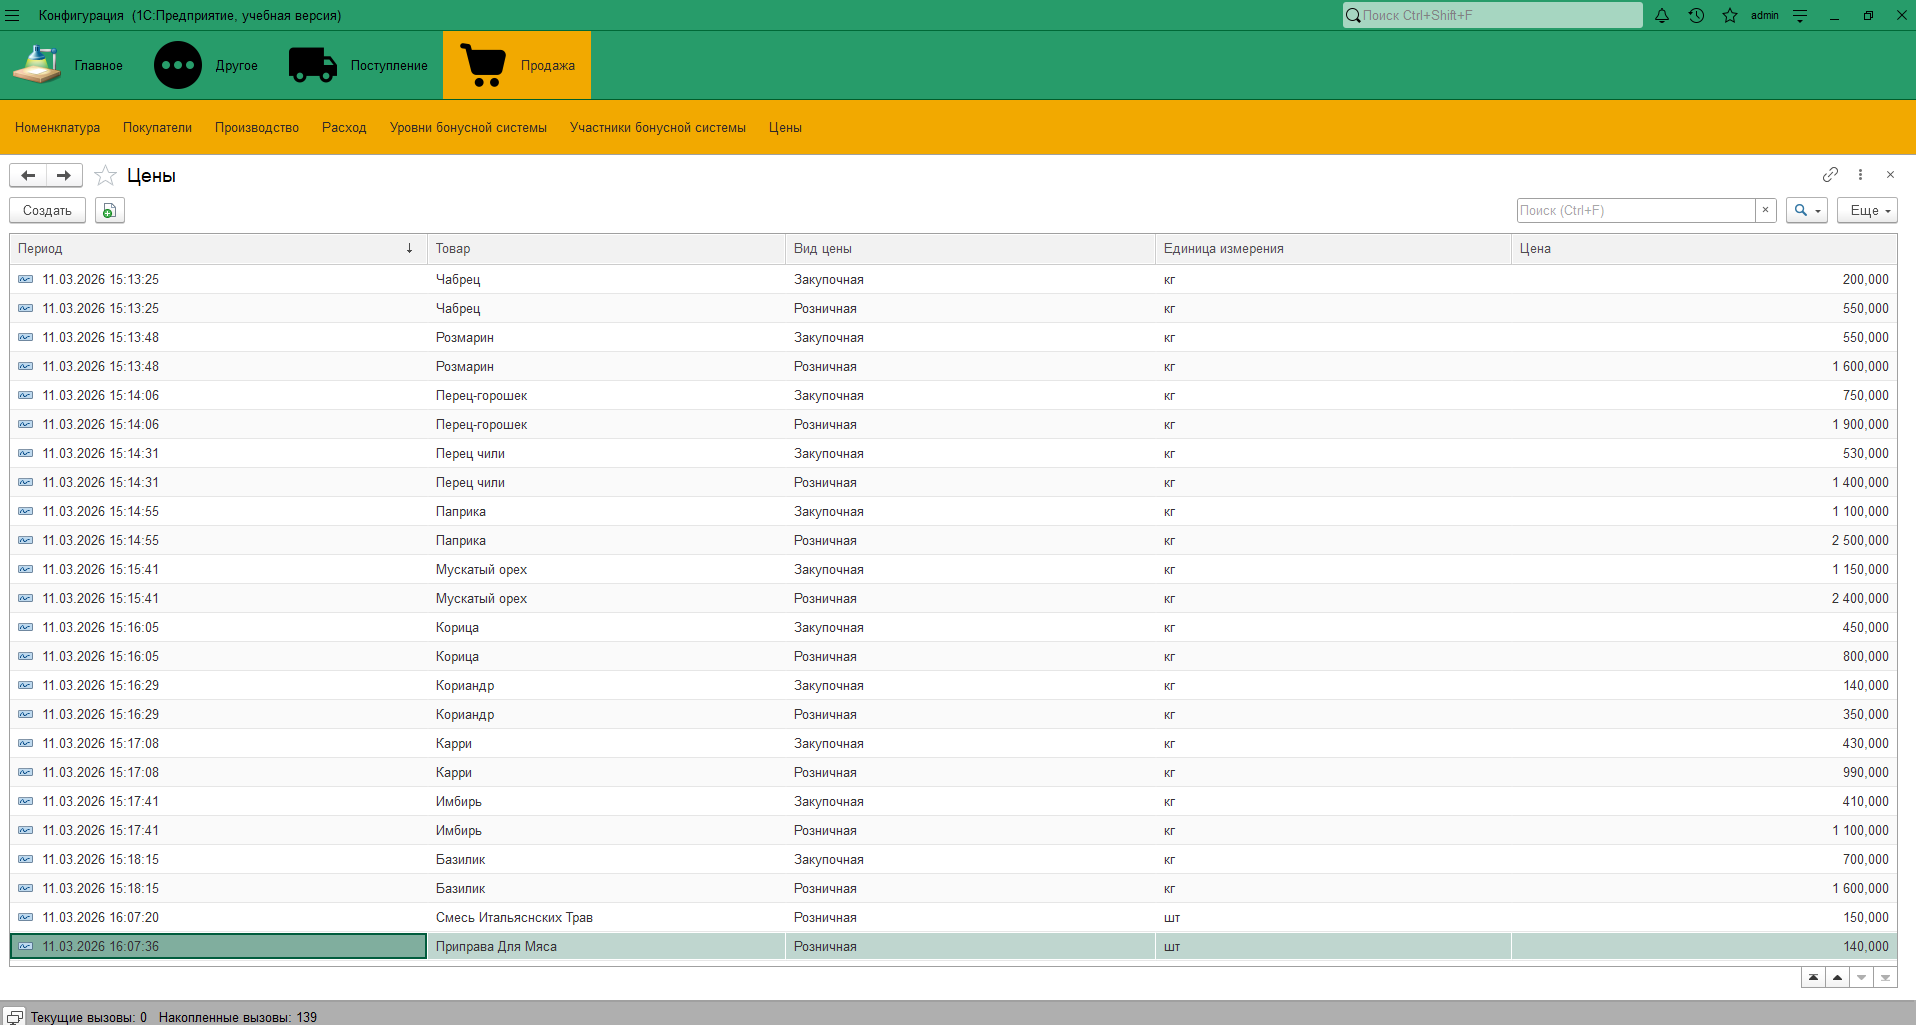 Конфигурация (1С:Предприятие, учебная версия) Поиск Ctrl+Shift+F admin
Главное Другое Поступление Продажа
Номенклатура Покупатели Производство Расход Уровни бонусной системы Участники бонусной системы Цены
Цены
Создать Поиск (Ctrl+F) × Еще
Период ↓ Товар Вид цены Единица измерения Цена
11.03.2026 15:13:25 Чабрец Закупочная кг 200,000
11.03.2026 15:13:25 Чабрец Розничная кг 550,000
11.03.2026 15:13:48 Розмарин Закупочная кг 550,000
11.03.2026 15:13:48 Розмарин Розничная кг 1 600,000
11.03.2026 15:14:06 Перец-горошек Закупочная кг 750,000
11.03.2026 15:14:06 Перец-горошек Розничная кг 1 900,000
11.03.2026 15:14:31 Перец чили Закупочная кг 530,000
11.03.2026 15:14:31 Перец чили Розничная кг 1 400,000
11.03.2026 15:14:55 Паприка Закупочная кг 1 100,000
11.03.2026 15:14:55 Паприка Розничная кг 2 500,000
11.03.2026 15:15:41 Мускатый орех Закупочная кг 1 150,000
11.03.2026 15:15:41 Мускатый орех Розничная кг 2 400,000
11.03.2026 15:16:05 Корица Закупочная кг 450,000
11.03.2026 15:16:05 Корица Розничная кг 800,000
11.03.2026 15:16:29 Кориандр Закупочная кг 140,000
11.03.2026 15:16:29 Кориандр Розничная кг 350,000
11.03.2026 15:17:08 Карри Закупочная кг 430,000
11.03.2026 15:17:08 Карри Розничная кг 990,000
11.03.2026 15:17:41 Имбирь Закупочная кг 410,000
11.03.2026 15:17:41 Имбирь Розничная кг 1 100,000
11.03.2026 15:18:15 Базилик Закупочная кг 700,000
11.03.2026 15:18:15 Базилик Розничная кг 1 600,000
11.03.2026 16:07:20 Смесь Итальяснских Трав Розничная шт 150,000
11.03.2026 16:07:36 Приправа Для Мяса Розничная шт 140,000
Текущие вызовы: 0 Накопленные вызовы: 139